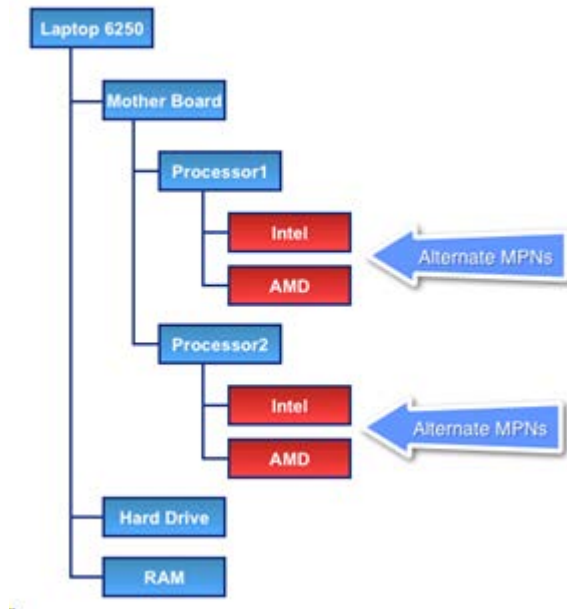 Laptop 6250
Mother Board
Processor1
Intel
Alternate MPNs
AMD
Processor2
Intel
Alternate MPNs
AMD
Hard Drive
RAM